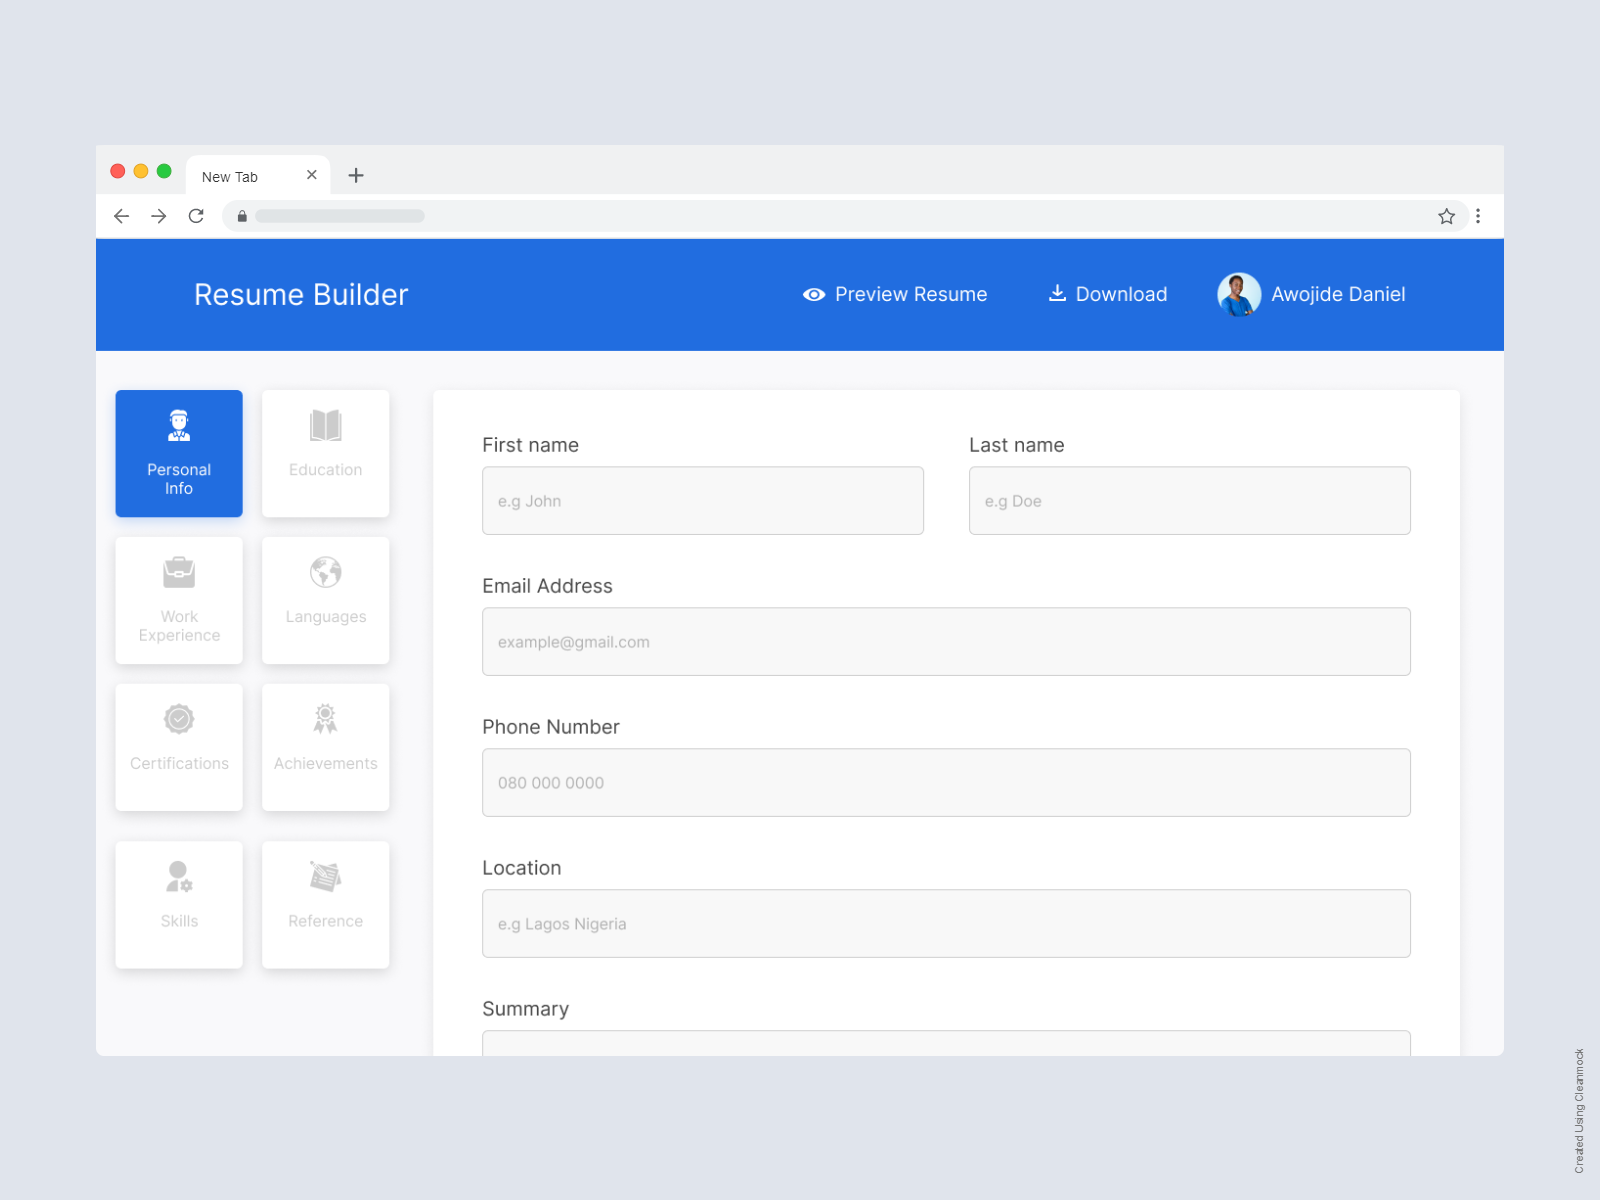 New Tab
Resume Builder
Preview Resume
Download
Awojide Daniel
Personal
Info
Education
Work
Experience
Languages
Certifications
Achievements
Skills
Reference
First name
Last name
e.g John
e.g Doe
Email Address
example@gmail.com
Phone Number
080 000 0000
Location
e.g Lagos Nigeria
Summary
Created Using Cleanmock